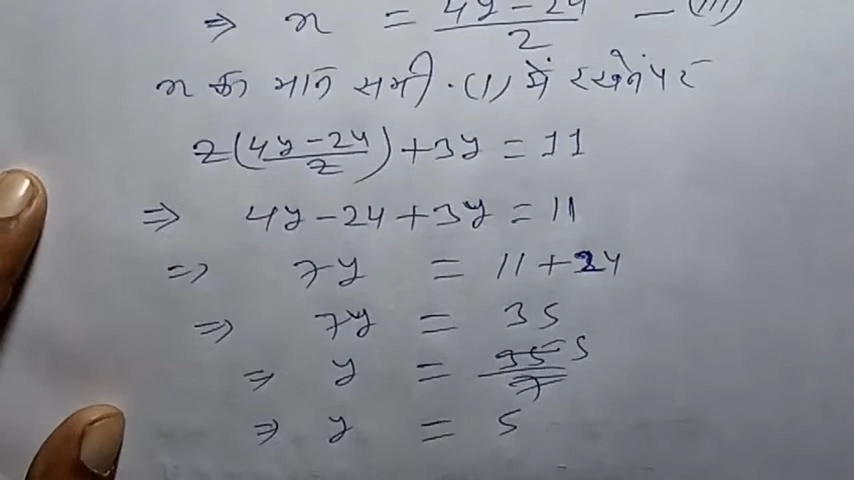 ⇒ x = (4y - 24)/2 — (III)
x का मान समी. (1) में रखने पर
2((4y - 24)/2) + 3y = 11
⇒ 4y - 24 + 3y = 11
⇒ 7y = 11 + 24
⇒ 7y = 35
⇒ y = 35/7 5
⇒ y = 5